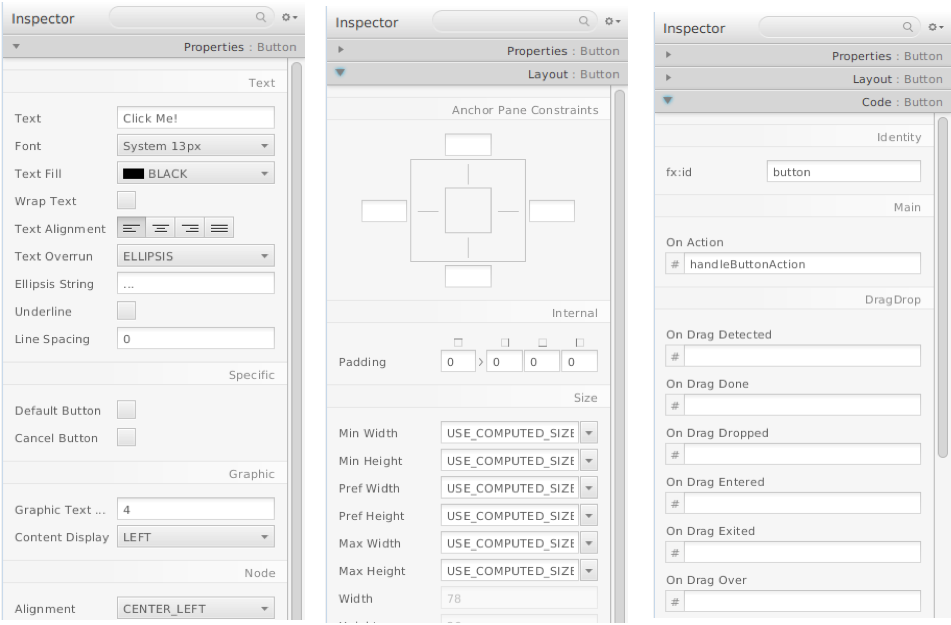 Inspector
Properties : Button
Text
Text Click Me!
Font System 13px
Text Fill BLACK
Wrap Text
Text Alignment
Text Overrun ELLIPSIS
Ellipsis String ...
Underline
Line Spacing 0
Specific
Default Button
Cancel Button
Graphic
Graphic Text ... 4
Content Display LEFT
Node
Alignment CENTER_LEFT
Inspector
Properties : Button
Layout : Button
Anchor Pane Constraints
Internal
Padding 0 > 0 0 0
Size
Min Width USE_COMPUTED_SIZE
Min Height USE_COMPUTED_SIZE
Pref Width USE_COMPUTED_SIZE
Pref Height USE_COMPUTED_SIZE
Max Width USE_COMPUTED_SIZE
Max Height USE_COMPUTED_SIZE
Width 78
Inspector
Properties : Button
Layout : Button
Code : Button
Identity
fx:id button
Main
On Action
# handleButtonAction
DragDrop
On Drag Detected
#
On Drag Done
#
On Drag Dropped
#
On Drag Entered
#
On Drag Exited
#
On Drag Over
#